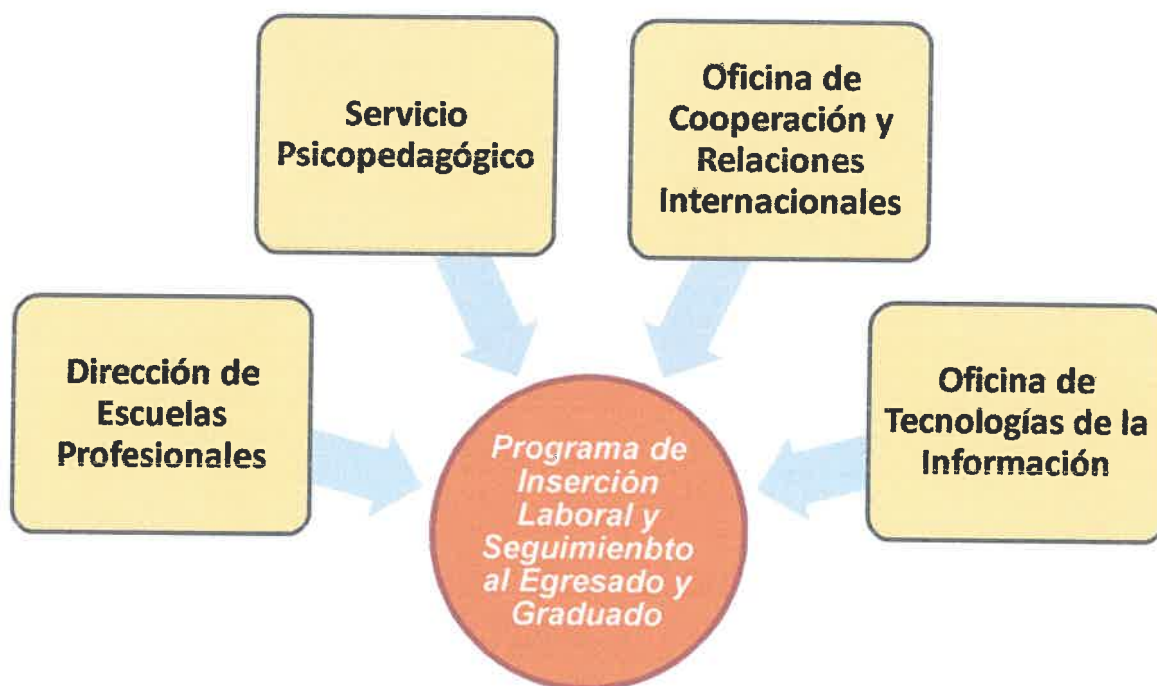 Servicio
Psicopedagógico
Oficina de
Cooperación y
Relaciones
Internacionales
Dirección de
Escuelas
Profesionales
Oficina de
Tecnologías de la
Información
Programa de
Inserción
Laboral y
Seguimienbto
al Egresado y
Graduado